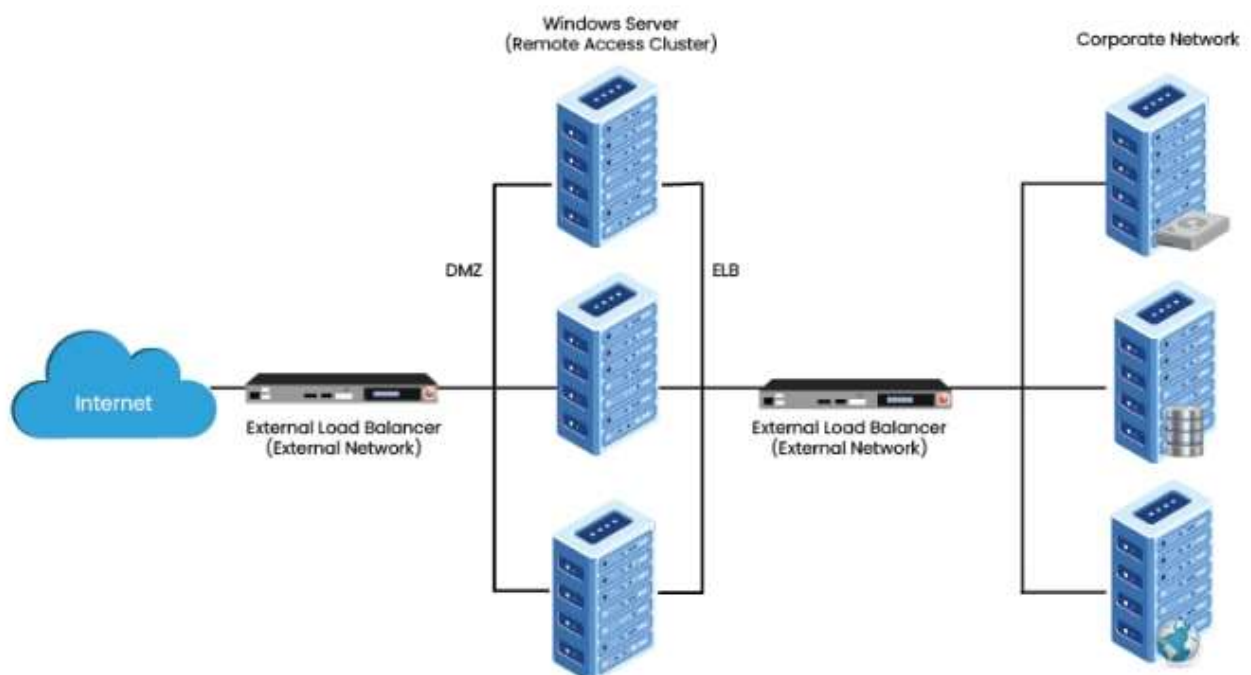 Windows Server
(Remote Access Cluster)
Corporate Network
DMZ
ELB
Internet
External Load Balancer
(External Network)
External Load Balancer
(External Network)